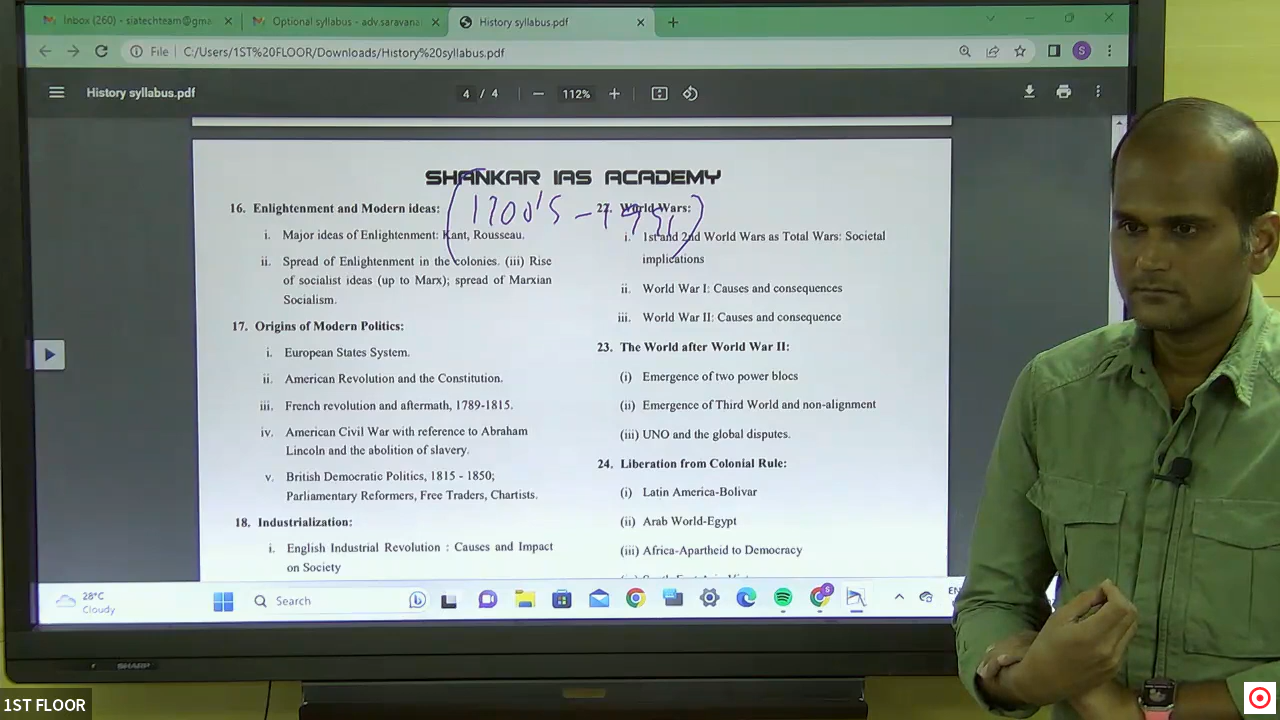 Inbox (260) - siatechteam@gma
Optional syllabus - adv.saravana
History syllabus.pdf
File
C:/Users/1ST%20FLOOR/Downloads/History%20syllabus.pdf
S
History syllabus.pdf
4 / 4
112%
SHANKAR IAS ACADEMY
16. Enlightenment and Modern ideas:
i. Major ideas of Enlightenment: Kant, Rousseau.
ii. Spread of Enlightenment in the colonies. (iii) Rise
of socialist ideas (up to Marx); spread of Marxian
Socialism.
17. Origins of Modern Politics:
i. European States System.
ii. American Revolution and the Constitution.
iii. French revolution and aftermath, 1789-1815.
iv. American Civil War with reference to Abraham
Lincoln and the abolition of slavery.
v. British Democratic Politics, 1815 - 1850;
Parliamentary Reformers, Free Traders, Chartists.
18. Industrialization:
i. English Industrial Revolution : Causes and Impact
on Society
(1700's -
22. World Wars:
i. 1st and 2nd World Wars as Total Wars: Societal
implications
ii. World War I: Causes and consequences
iii. World War II: Causes and consequence
23. The World after World War II:
(i) Emergence of two power blocs
(ii) Emergence of Third World and non-alignment
(iii) UNO and the global disputes.
24. Liberation from Colonial Rule:
(i) Latin America-Bolivar
(ii) Arab World-Egypt
(iii) Africa-Apartheid to Democracy
28°C
Cloudy
Search
SHARP
1ST FLOOR